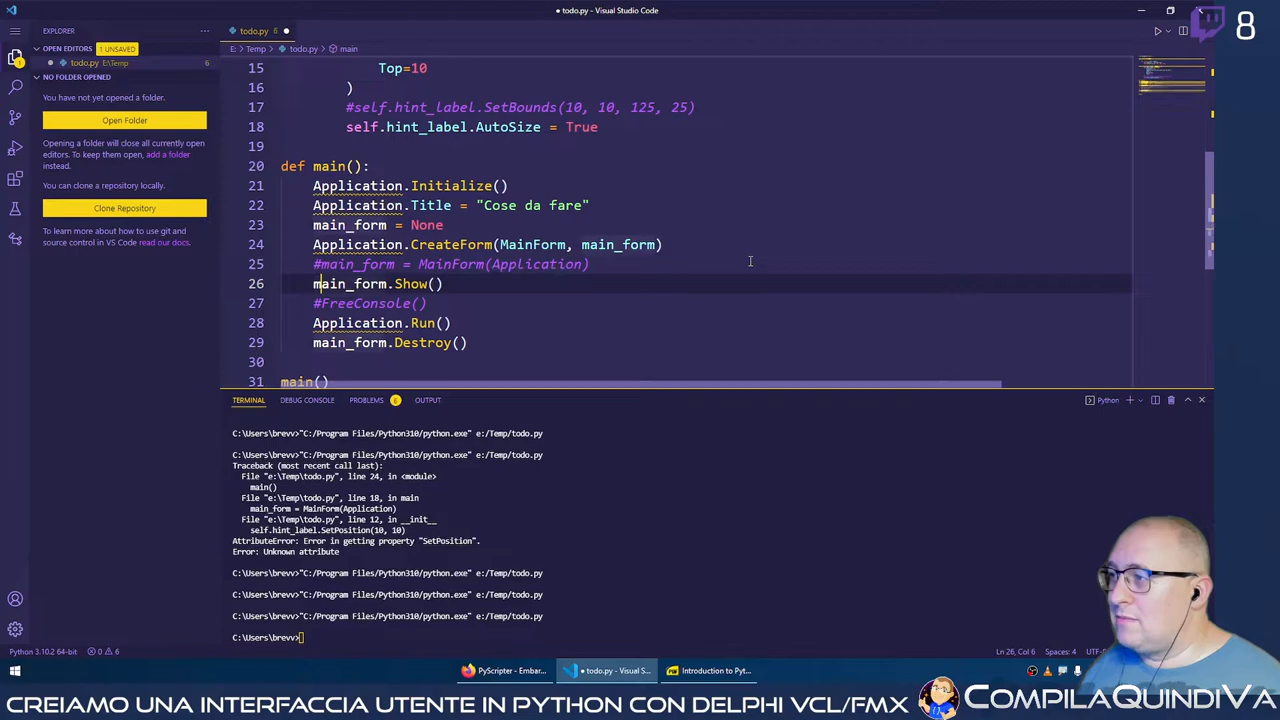 ● todo.py - Visual Studio Code
8
EXPLORER
todo.py
OPEN EDITORS 1 UNSAVED
E: > Temp > todo.py > main
todo.py E:\Temp 6
NO FOLDER OPENED
You have not yet opened a folder.
Open Folder
Opening a folder will close all currently
open editors. To keep them open, add a folder
instead.
You can clone a repository locally.
Clone Repository
To learn more about how to use git and
source control in VS Code read our docs.
15 Top=10
16 )
17 #self.hint_label.SetBounds(10, 10, 125, 25)
18 self.hint_label.AutoSize = True
19
20 def main():
21 Application.Initialize()
22 Application.Title = "Cose da fare"
23 main_form = None
24 Application.CreateForm(MainForm, main_form)
25 #main_form = MainForm(Application)
26 main_form.Show()
27 #FreeConsole()
28 Application.Run()
29 main_form.Destroy()
30
31 main()
TERMINAL DEBUG CONSOLE PROBLEMS 6 OUTPUT
Python
C:\Users\brevv>"C:/Program Files/Python310/python.exe" e:/Temp/todo.py
C:\Users\brevv>"C:/Program Files/Python310/python.exe" e:/Temp/todo.py
Traceback (most recent call last):
File "e:\Temp\todo.py", line 24, in <module>
main()
File "e:\Temp\todo.py", line 18, in main
main_form = MainForm(Application)
File "e:\Temp\todo.py", line 12, in __init__
self.hint_label.SetPosition(10, 10)
AttributeError: Error in getting property "SetPosition".
Error: Unknown attribute
C:\Users\brevv>"C:/Program Files/Python310/python.exe" e:/Temp/todo.py
C:\Users\brevv>"C:/Program Files/Python310/python.exe" e:/Temp/todo.py
C:\Users\brevv>"C:/Program Files/Python310/python.exe" e:/Temp/todo.py
C:\Users\brevv>
Python 3.10.2 64-bit 0 6 Ln 26, Col 6 Spaces: 4
PyScripter - Embar... ● todo.py - Visual S... Introduction to Pyt...
CREIAMO UNA INTERFACCIA UTENTE IN PYTHON CON DELPHI VCL/FMX
COMPILAQUINDIVA